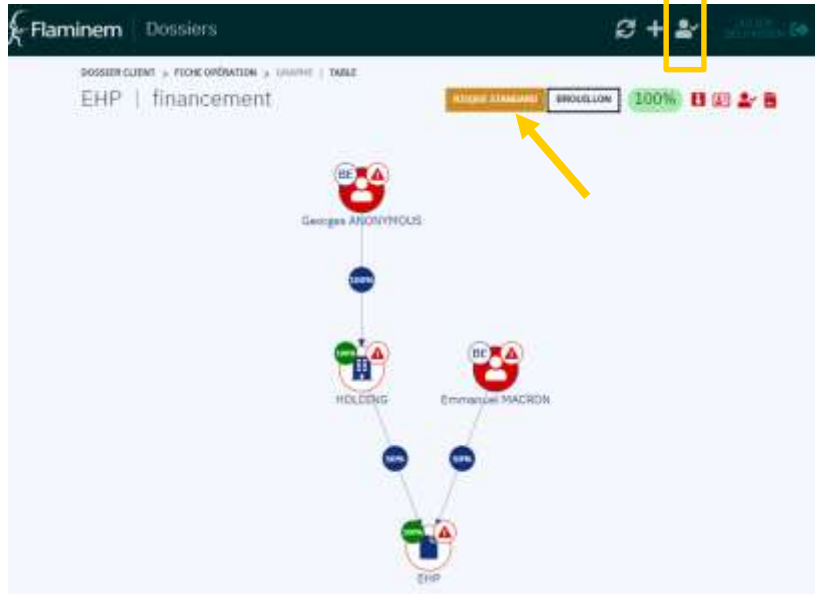 Flaminem | Dossiers
DOSSIER CLIENT > FICHE OPÉRATION > GRAPHE | TABLE
EHP | financement
RISQUE STANDARD BROUILLON 100%
BE
Georges ANONYMOUS
100%
100% BE
HOLDING Emmanuel MACRON
50% 50%
100%
EHP